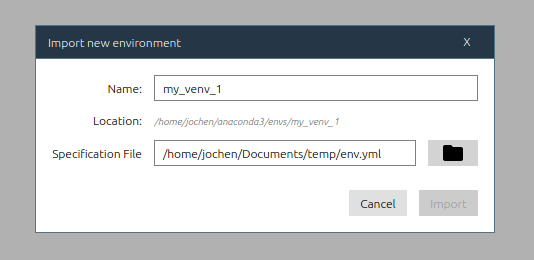 Import new environment X
Name: my_venv_1
Location: /home/jochen/anaconda3/envs/my_venv_1
Specification File /home/jochen/Documents/temp/env.yml
Cancel Import